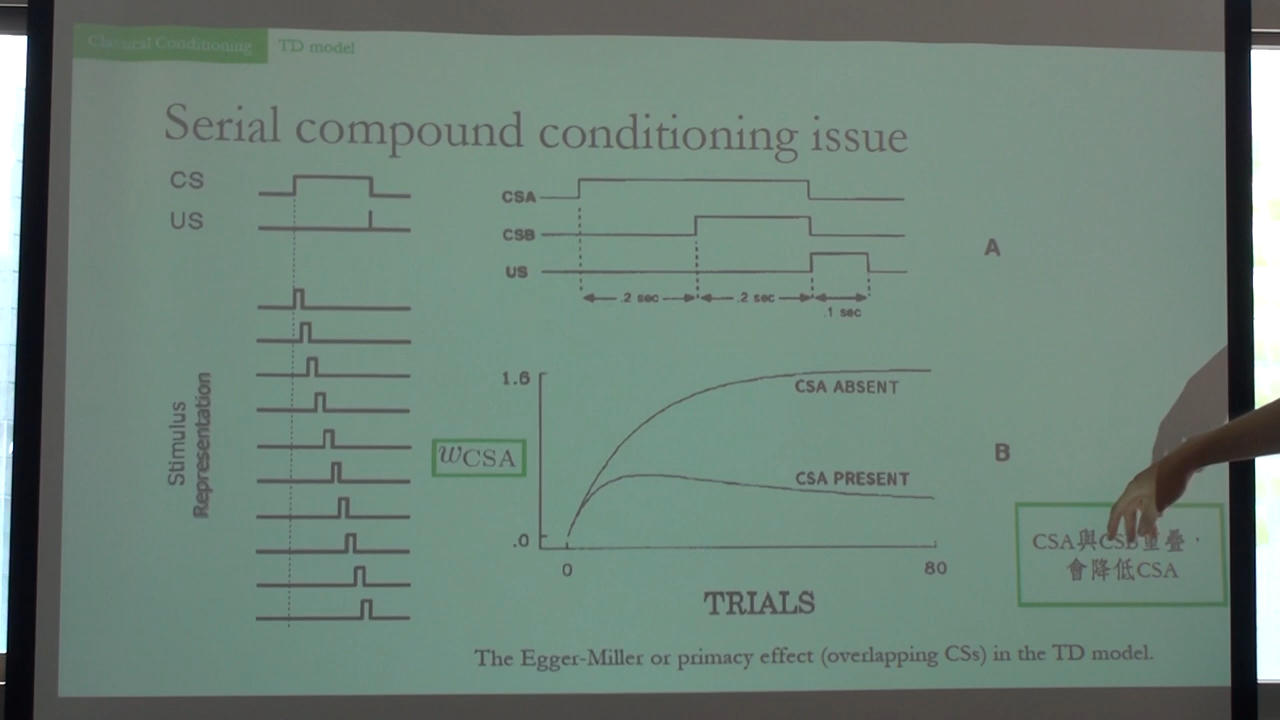 Classical Conditioning TD model
Serial compound conditioning issue
CS
US
Stimulus
Representation
CSA
CSB
US
.2 sec .2 sec
.1 sec
A
1.6
CSA ABSENT
wCSA
CSA PRESENT
B
.0
0 80
TRIALS
CSA與CSB重疊，
會降低CSA
The Egger-Miller or primacy effect (overlapping CSs) in the TD model.